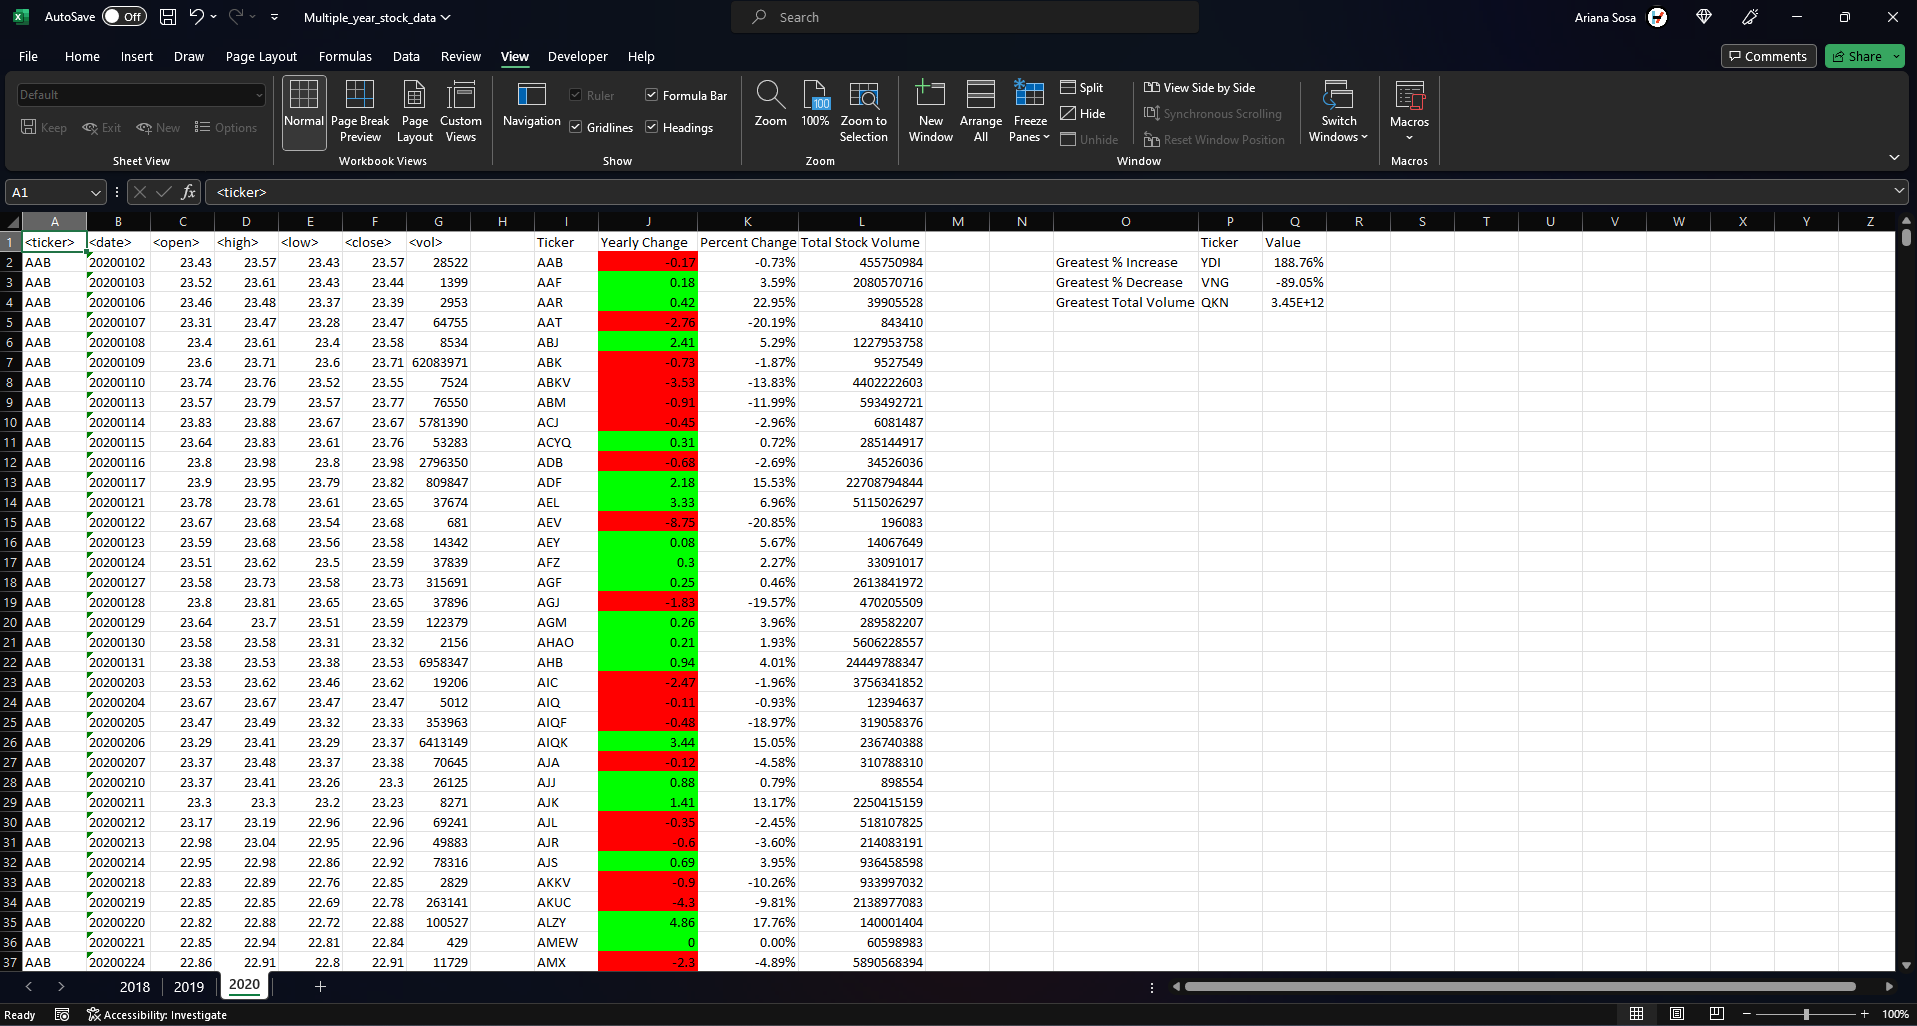 AutoSave Off Multiple_year_stock_data Search Ariana Sosa
File Home Insert Draw Page Layout Formulas Data Review View Developer Help Comments Share
Default
Keep Exit New Options
Sheet View
Normal Page Break Preview Page Layout Custom Views
Workbook Views
Navigation Ruler Formula Bar
Gridlines Headings
Show
Zoom 100 100% Zoom to Selection
Zoom
New Window Arrange All Freeze Panes Split Hide Unhide
View Side by Side
Synchronous Scrolling
Reset Window Position
Switch Windows
Window
Macros
Macros
A1 fx <ticker>
A B C D E F G H I J K L M N O P Q R S T U V W X Y Z
1 <ticker> <date> <open> <high> <low> <close> <vol> Ticker Yearly Change Percent Change Total Stock Volume Ticker Value
2 AAB 20200102 23.43 23.57 23.43 23.57 28522 AAB -0.17 -0.73% 455750984 Greatest % Increase YDI 188.76%
3 AAB 20200103 23.52 23.61 23.43 23.44 1399 AAF 0.18 3.59% 2080570716 Greatest % Decrease VNG -89.05%
4 AAB 20200106 23.46 23.48 23.37 23.39 2953 AAR 0.42 22.95% 39905528 Greatest Total Volume QKN 3.45E+12
5 AAB 20200107 23.31 23.47 23.28 23.47 64755 AAT -2.76 -20.19% 843410
6 AAB 20200108 23.4 23.61 23.4 23.58 8534 ABJ 2.41 5.29% 1227953758
7 AAB 20200109 23.6 23.71 23.6 23.71 62083971 ABK -0.73 -1.87% 9527549
8 AAB 20200110 23.74 23.76 23.52 23.55 7524 ABKV -3.53 -13.83% 4402222603
9 AAB 20200113 23.57 23.79 23.57 23.77 76550 ABM -0.91 -11.99% 593492721
10 AAB 20200114 23.83 23.88 23.67 23.67 5781390 ACJ -0.45 -2.96% 6081487
11 AAB 20200115 23.64 23.83 23.61 23.76 53283 ACYQ 0.31 0.72% 285144917
12 AAB 20200116 23.8 23.98 23.8 23.98 2796350 ADB -0.68 -2.69% 34526036
13 AAB 20200117 23.9 23.95 23.79 23.82 809847 ADF 2.18 15.53% 22708794844
14 AAB 20200121 23.78 23.78 23.61 23.65 37674 AEL 3.33 6.96% 5115026297
15 AAB 20200122 23.67 23.68 23.54 23.68 681 AEV -8.75 -20.85% 196083
16 AAB 20200123 23.59 23.68 23.56 23.58 14342 AEY 0.08 5.67% 14067649
17 AAB 20200124 23.51 23.62 23.5 23.59 37839 AFZ 0.3 2.27% 33091017
18 AAB 20200127 23.58 23.73 23.58 23.73 315691 AGF 0.25 0.46% 2613841972
19 AAB 20200128 23.8 23.81 23.65 23.65 37896 AGJ -1.83 -19.57% 470205509
20 AAB 20200129 23.64 23.7 23.51 23.59 122379 AGM 0.26 3.96% 289582207
21 AAB 20200130 23.58 23.58 23.31 23.32 2156 AHAO 0.21 1.93% 5606228557
22 AAB 20200131 23.38 23.53 23.38 23.53 6958347 AHB 0.94 4.01% 24449788347
23 AAB 20200203 23.53 23.62 23.46 23.62 19206 AIC -2.47 -1.96% 3756341852
24 AAB 20200204 23.67 23.67 23.47 23.47 5012 AIQ -0.11 -0.93% 12394637
25 AAB 20200205 23.47 23.49 23.32 23.33 353963 AIQF -0.48 -18.97% 319058376
26 AAB 20200206 23.29 23.41 23.29 23.37 6413149 AIQK 3.44 15.05% 236740388
27 AAB 20200207 23.37 23.48 23.37 23.38 70645 AJA -0.12 -4.58% 310788310
28 AAB 20200210 23.37 23.41 23.26 23.3 26125 AJJ 0.88 0.79% 898554
29 AAB 20200211 23.3 23.3 23.2 23.23 8271 AJK 1.41 13.17% 2250415159
30 AAB 20200212 23.17 23.19 22.96 22.96 69241 AJL -0.35 -2.45% 518107825
31 AAB 20200213 22.98 23.04 22.95 22.96 49883 AJR -0.6 -3.60% 214083191
32 AAB 20200214 22.95 22.98 22.86 22.92 78316 AJS 0.69 3.95% 936458598
33 AAB 20200218 22.83 22.89 22.76 22.85 2829 AKKV -0.9 -10.26% 933997032
34 AAB 20200219 22.85 22.85 22.69 22.78 263141 AKUC -4.3 -9.81% 2138977083
35 AAB 20200220 22.82 22.88 22.72 22.88 100527 ALZY 4.86 17.76% 140001404
36 AAB 20200221 22.85 22.94 22.81 22.84 429 AMEW 0 0.00% 60598983
37 AAB 20200224 22.86 22.91 22.8 22.91 11729 AMX -2.3 -4.89% 5890568394
2018 2019 2020
Ready Accessibility: Investigate 100%